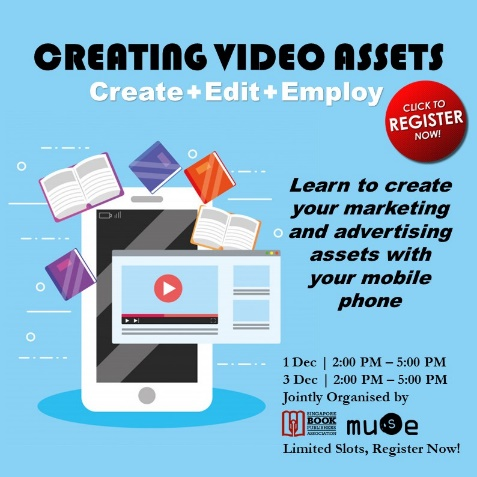 CREATING VIDEO ASSETS
Create+Edit+Employ
CLICK TO
REGISTER
NOW!
Learn to create
your marketing
and advertising
assets with
your mobile
phone
1 Dec | 2:00 PM – 5:00 PM
3 Dec | 2:00 PM – 5:00 PM
Jointly Organised by
SINGAPORE
BOOK
PUBLISHERS
ASSOCIATION
muse
Limited Slots, Register Now!